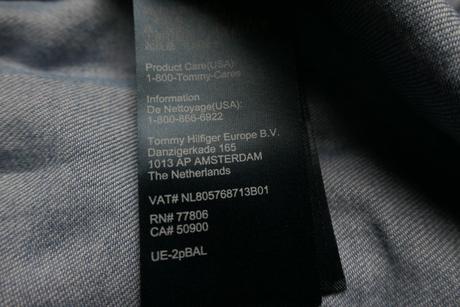 Product Care(USA):
1-800-Tommy-Cares
Information
De Nettoyage(USA):
1-800-866-6922
Tommy Hilfiger Europe B.V.
Danzigerkade 165
1013 AP AMSTERDAM
The Netherlands
VAT# NL805768713B01
RN# 77806
CA# 50900
UE-2pBAL